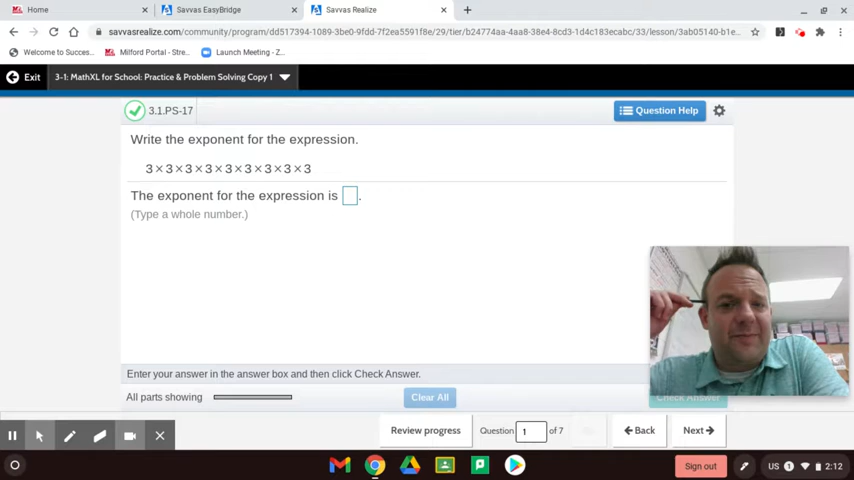 Home
Savvas EasyBridge
Savvas Realize
savvasrealize.com/community/program/dd517394-1089-3be0-9fdd-7f2ea5591f8e/29/tier/b24774aa-4aa8-38e4-8cd3-1d4c183ecabc/33/lesson/3ab05140-b1e...
Welcome to Succes...
Milford Portal - Stre...
Launch Meeting - Z...
Exit
3-1: MathXL for School: Practice & Problem Solving Copy 1
3.1.PS-17
Question Help
Write the exponent for the expression.
3×3×3×3×3×3×3×3×3
The exponent for the expression is .
(Type a whole number.)
Enter your answer in the answer box and then click Check Answer.
All parts showing
Clear All
Check Answer
Review progress
Question 1 of 7
Back
Next
Sign out
US
1
2:12